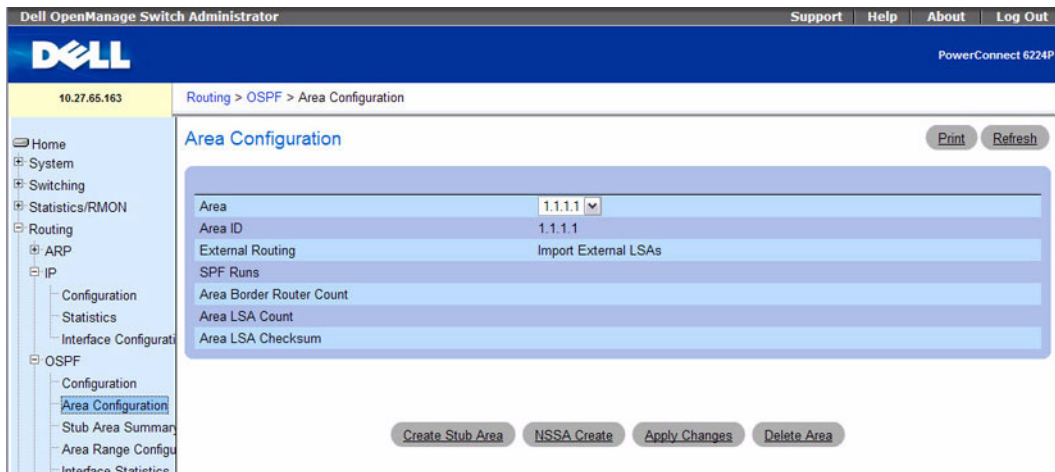 Dell OpenManage Switch Administrator
Support Help About Log Out
DELL
PowerConnect 6224P
10.27.65.163
Routing > OSPF > Area Configuration
Home
System
Switching
Statistics/RMON
Routing
ARP
IP
Configuration
Statistics
Interface Configurati
OSPF
Configuration
Area Configuration
Stub Area Summar
Area Range Configu
Interface Statistics
Area Configuration
Print Refresh
Area 1.1.1.1
Area ID 1.1.1.1
External Routing Import External LSAs
SPF Runs
Area Border Router Count
Area LSA Count
Area LSA Checksum
Create Stub Area NSSA Create Apply Changes Delete Area